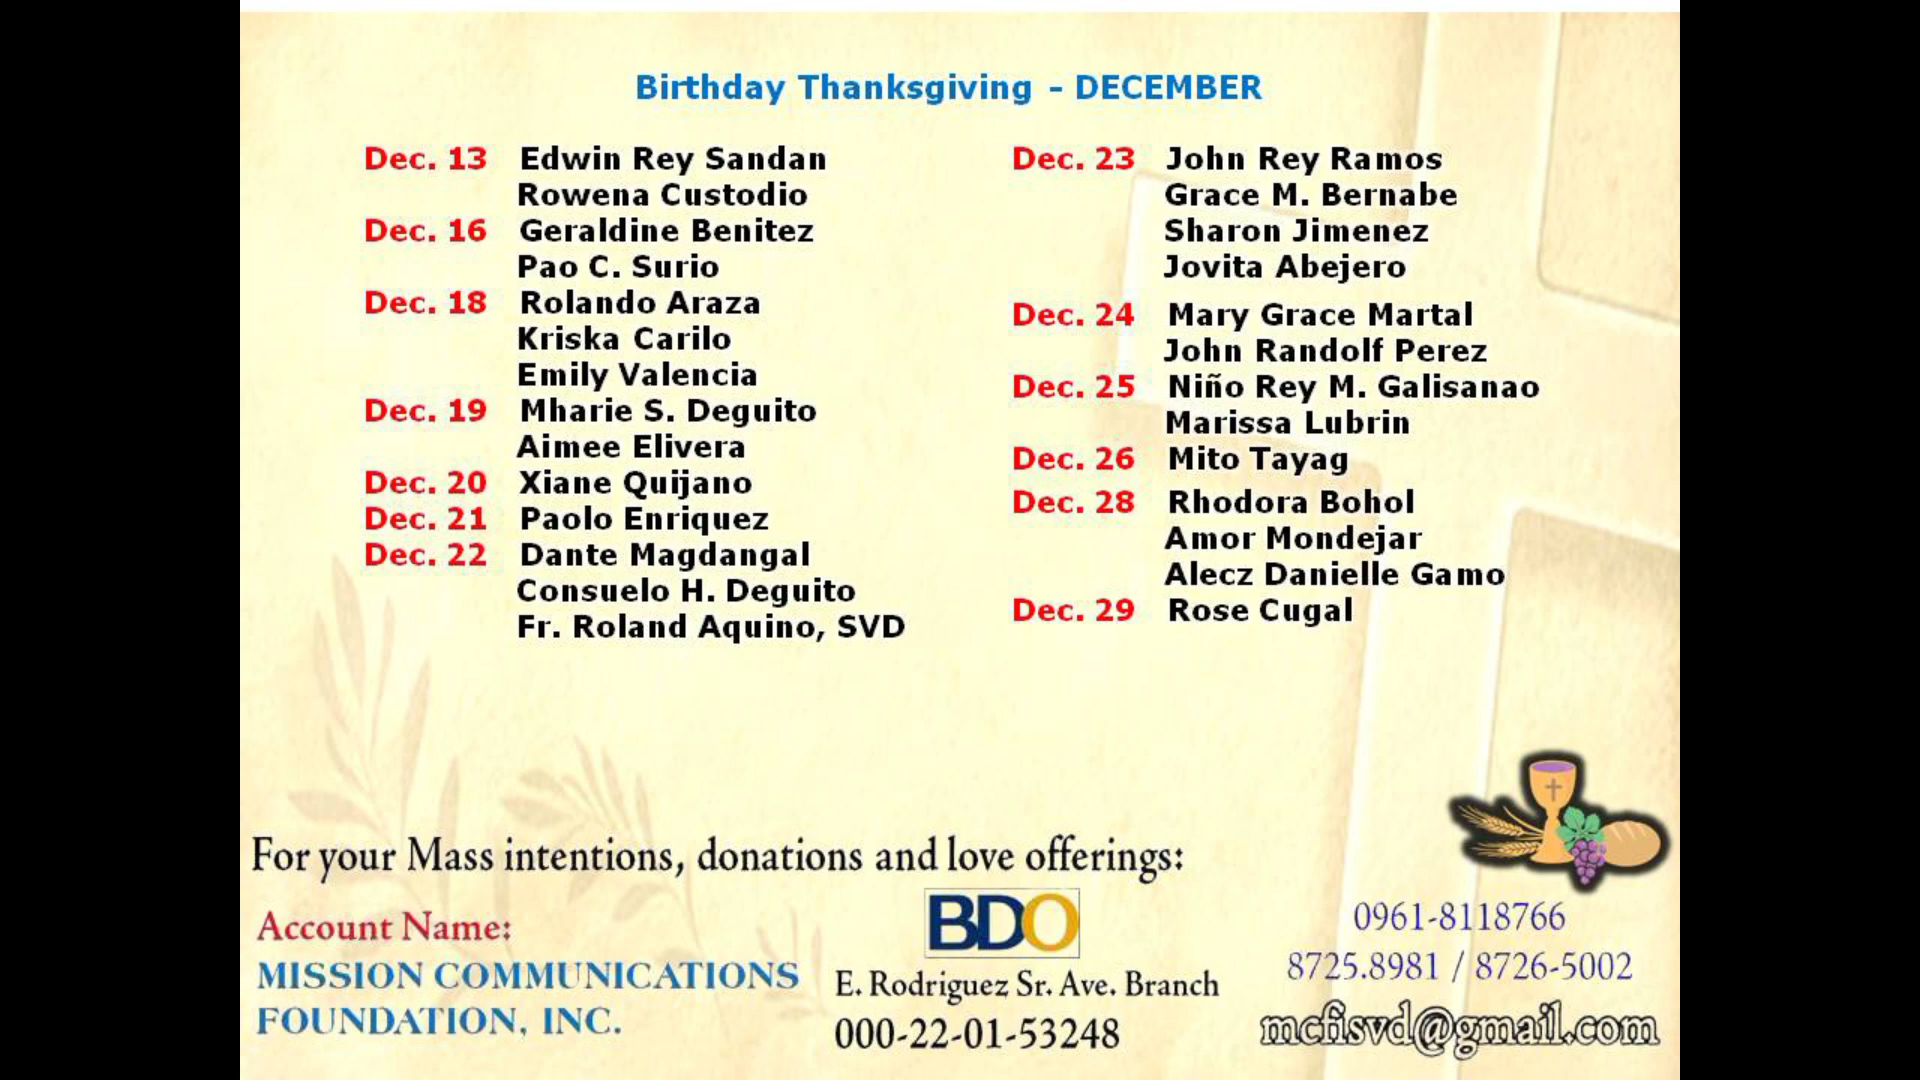 Birthday Thanksgiving - DECEMBER
Dec. 13 Edwin Rey Sandan
Rowena Custodio
Dec. 16 Geraldine Benitez
Pao C. Surio
Dec. 18 Rolando Araza
Kriska Carilo
Emily Valencia
Dec. 19 Mharie S. Deguito
Aimee Elivera
Dec. 20 Xiane Quijano
Dec. 21 Paolo Enriquez
Dec. 22 Dante Magdangal
Consuelo H. Deguito
Fr. Roland Aquino, SVD
Dec. 23 John Rey Ramos
Grace M. Bernabe
Sharon Jimenez
Jovita Abejero
Dec. 24 Mary Grace Martal
John Randolf Perez
Dec. 25 Niño Rey M. Galisanao
Marissa Lubrin
Dec. 26 Mito Tayag
Dec. 28 Rhodora Bohol
Amor Mondejar
Alecz Danielle Gamo
Dec. 29 Rose Cugal
For your Mass intentions, donations and love offerings:
Account Name:
MISSION COMMUNICATIONS
FOUNDATION, INC.
BDO
E. Rodriguez Sr. Ave. Branch
000-22-01-53248
0961-8118766
8725.8981 / 8726-5002
mcfisvd@gmail.com